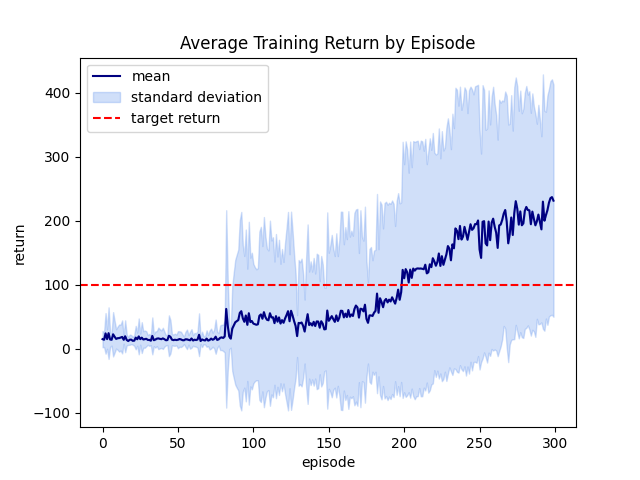 Average Training Return by Episode
mean
standard deviation
target return
return
400
300
200
100
0
−100
0
50
100
150
200
250
300
episode